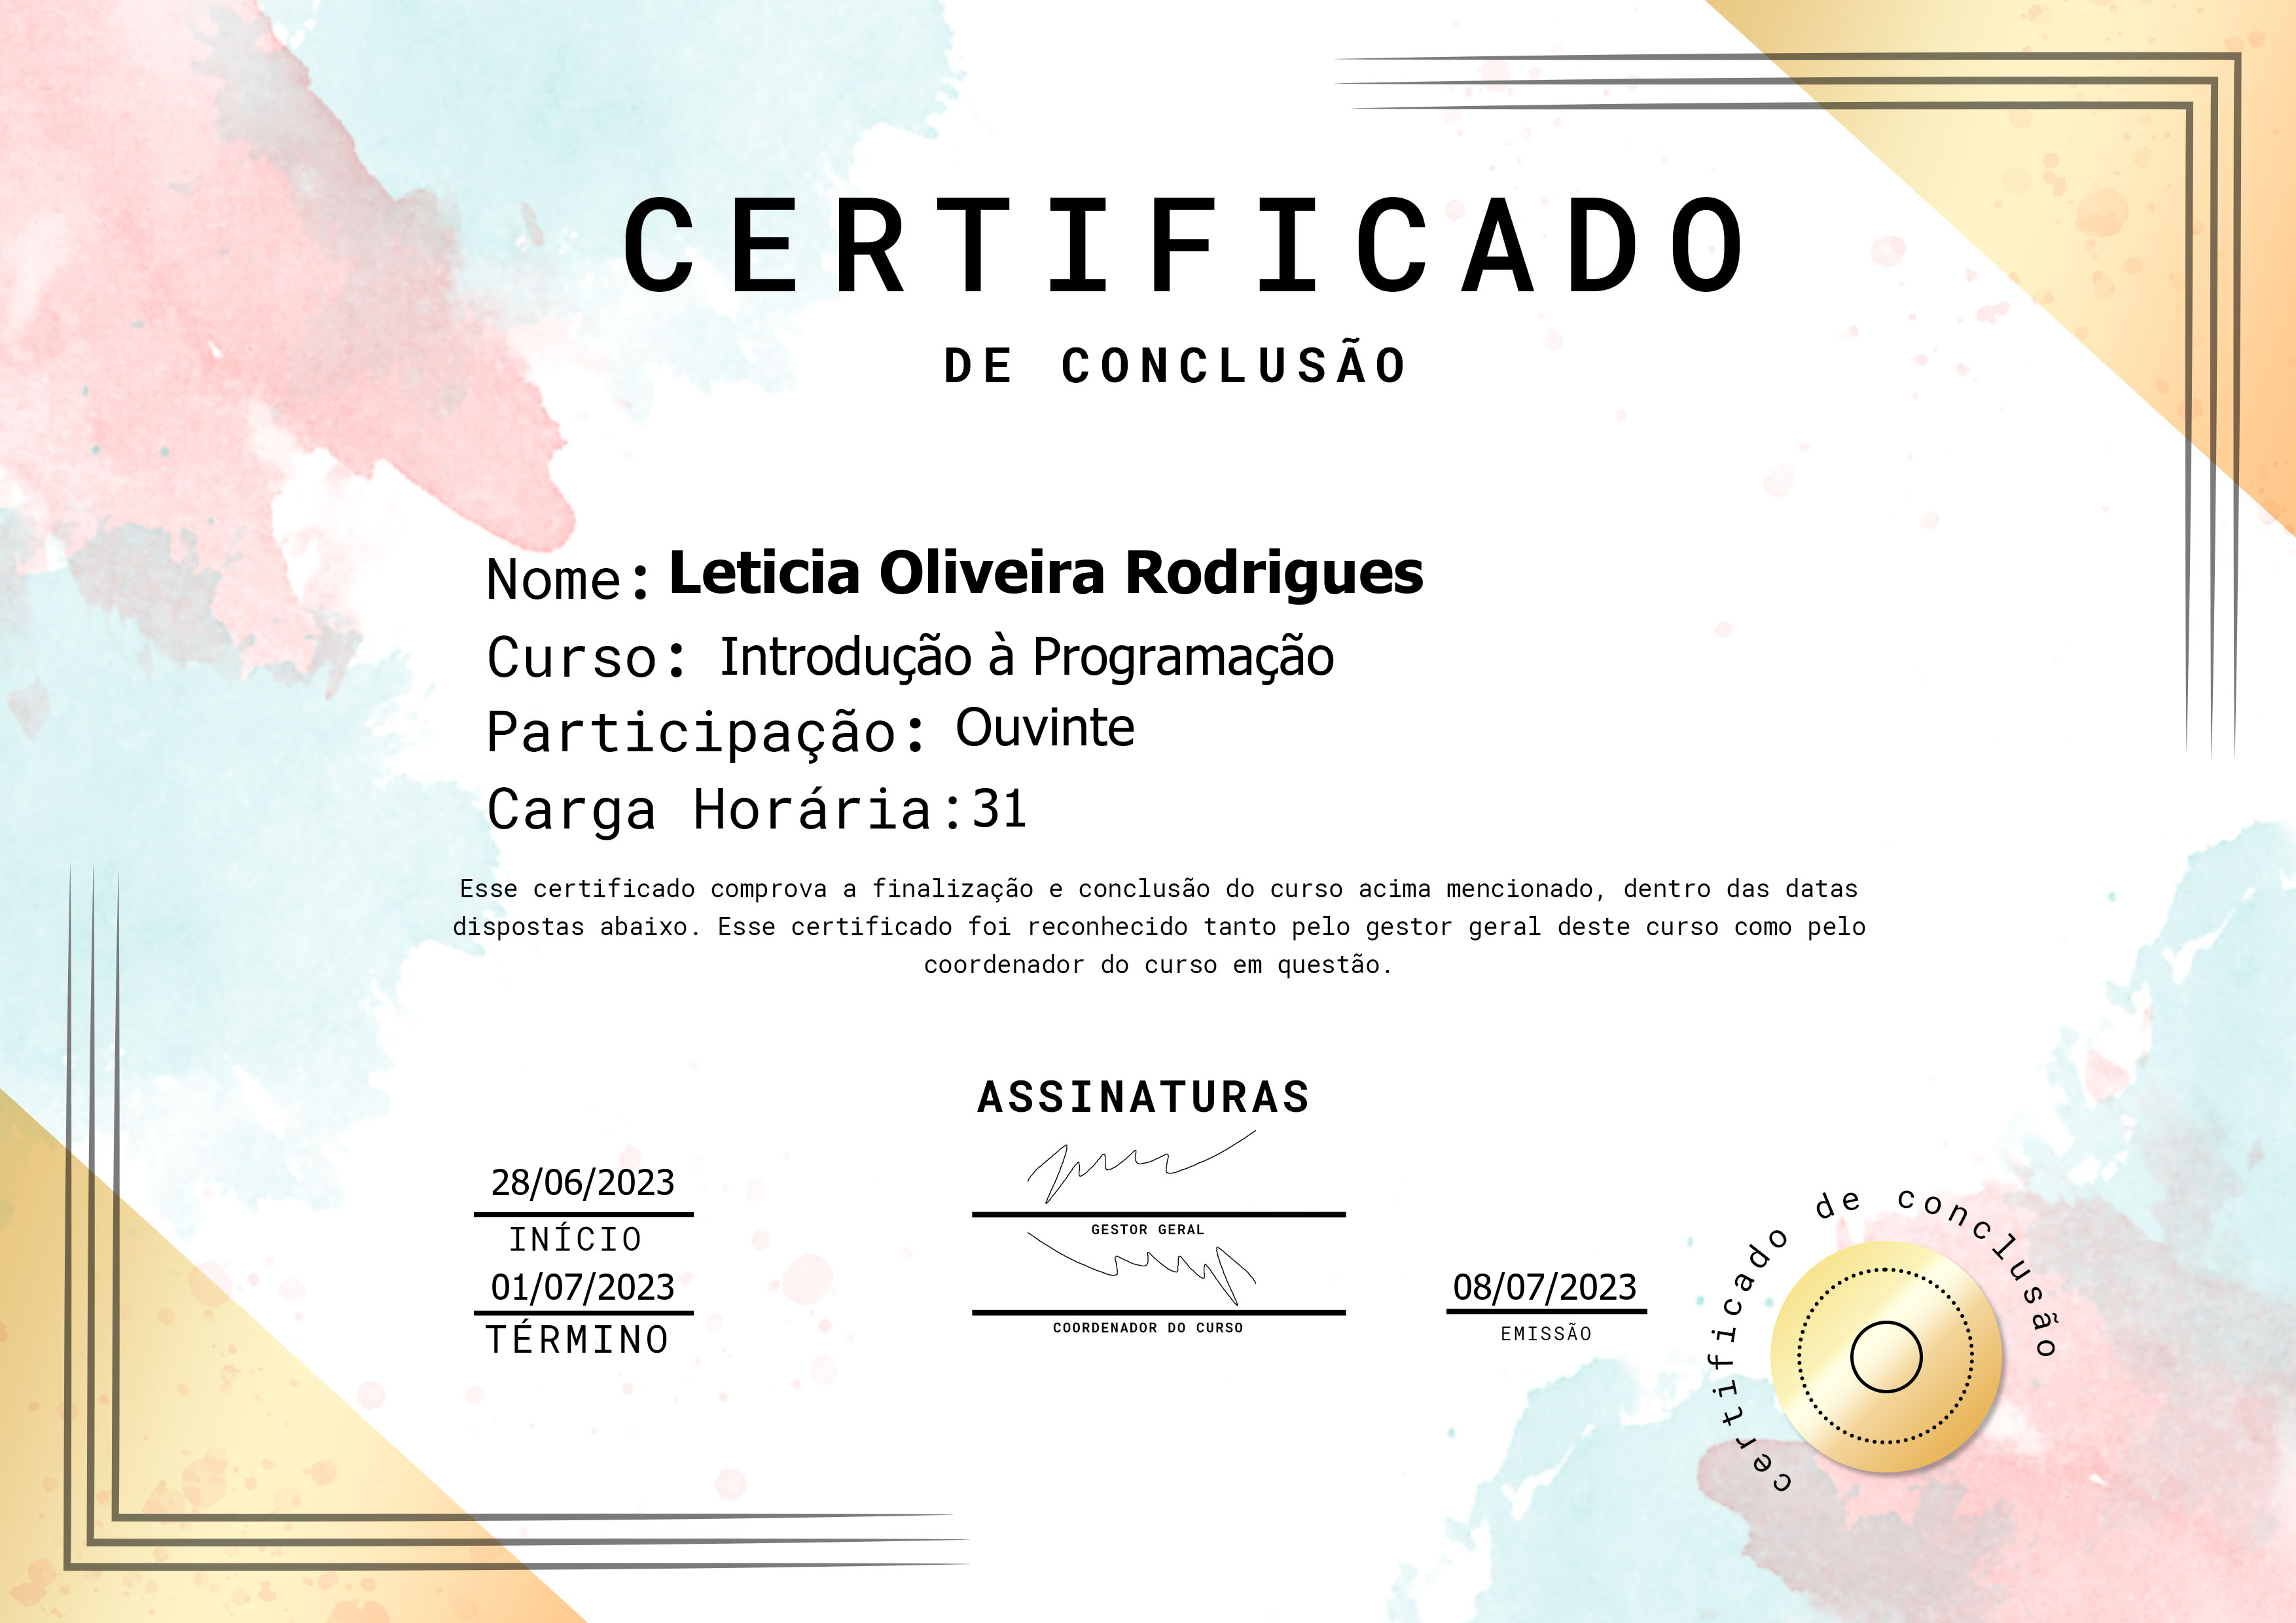 CERTIFICADO
DE CONCLUSÃO
Nome: Leticia Oliveira Rodrigues
Curso: Introdução à Programação
Participação: Ouvinte
Carga Horária:31
Esse certificado comprova a finalização e conclusão do curso acima mencionado, dentro das datas
dispostas abaixo. Esse certificado foi reconhecido tanto pelo gestor geral deste curso como pelo
coordenador do curso em questão.
ASSINATURAS
28/06/2023
INÍCIO
GESTOR GERAL
01/07/2023
TÉRMINO
COORDENADOR DO CURSO
08/07/2023
EMISSÃO
certificado de conclusão